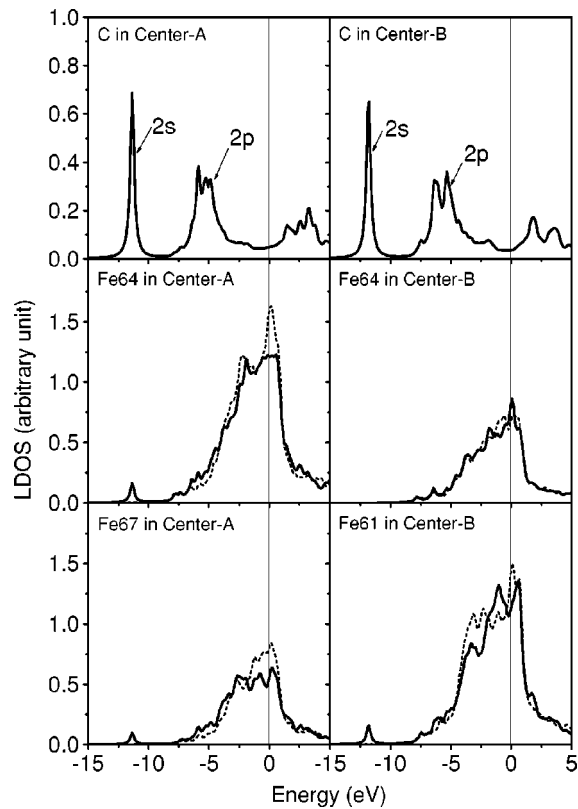 C in Center-A
C in Center-B
2s
2p
2s
2p
1.0
0.8
0.6
0.4
0.2
0.0
Fe64 in Center-A
Fe64 in Center-B
1.5
1.0
0.5
0.0
Fe67 in Center-A
Fe61 in Center-B
1.5
1.0
0.5
0.0
LDOS (arbitrary unit)
-15 -10 -5 0 -15 -10 -5 0 5
Energy (eV)